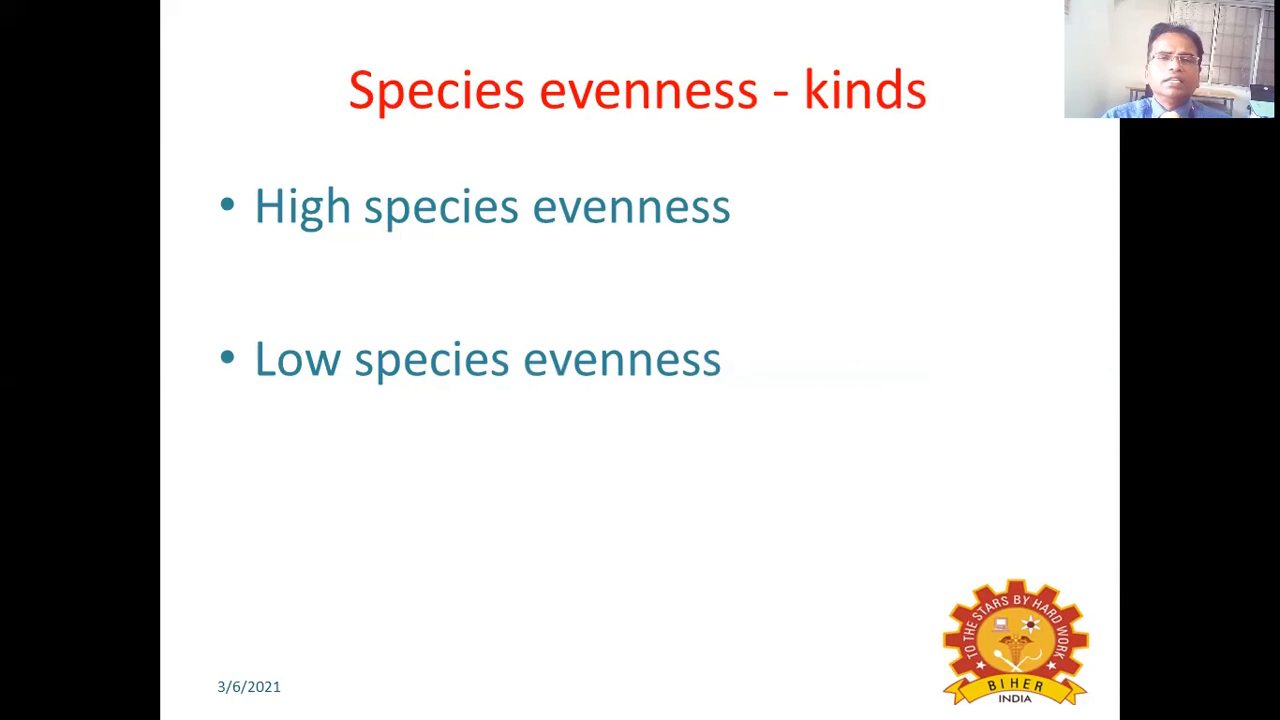 Species evenness - kinds
• High species evenness
• Low species evenness
3/6/2021
TO THE STARS BY HARD WORK
BIHER
INDIA